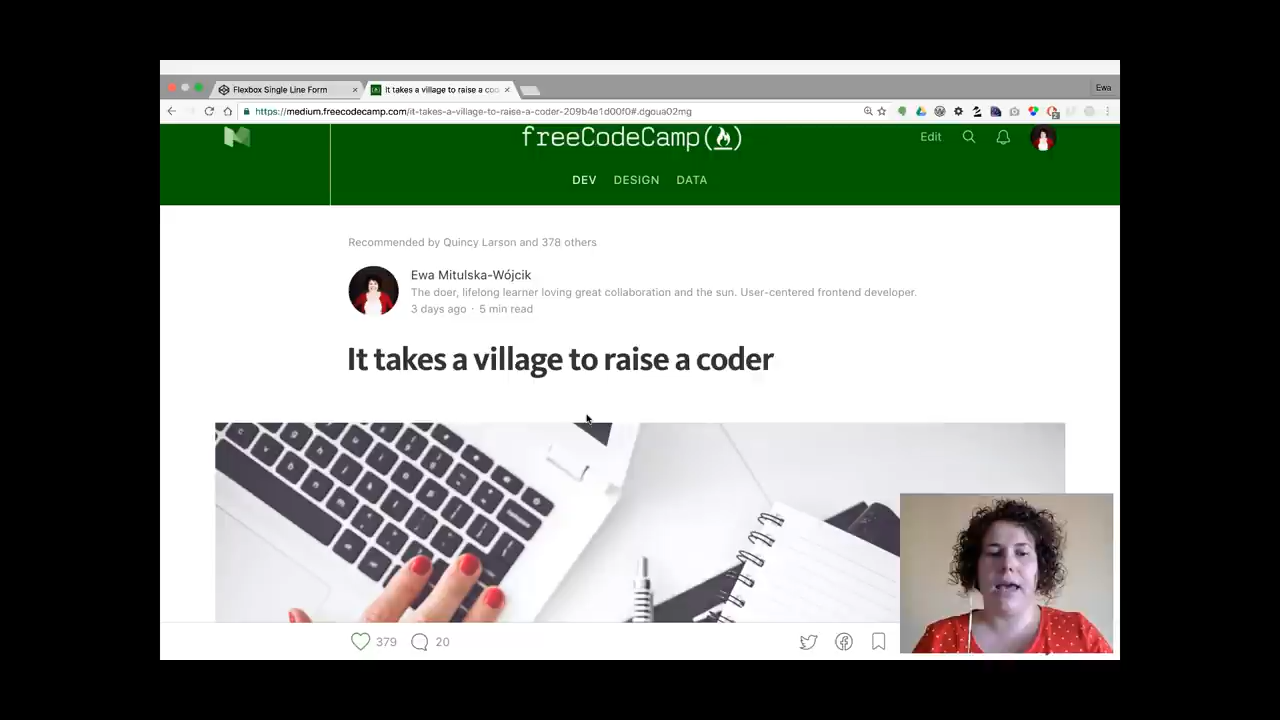 Flexbox Single Line Form
It takes a village to raise a coc
Ewa
https://medium.freecodecamp.com/it-takes-a-village-to-raise-a-coder-209b4e1d00f0#.dgoua02mg
freeCodeCamp
Edit
DEV DESIGN DATA
Recommended by Quincy Larson and 378 others
Ewa Mitulska-Wójcik
The doer, lifelong learner loving great collaboration and the sun. User-centered frontend developer.
3 days ago · 5 min read
It takes a village to raise a coder
379 20